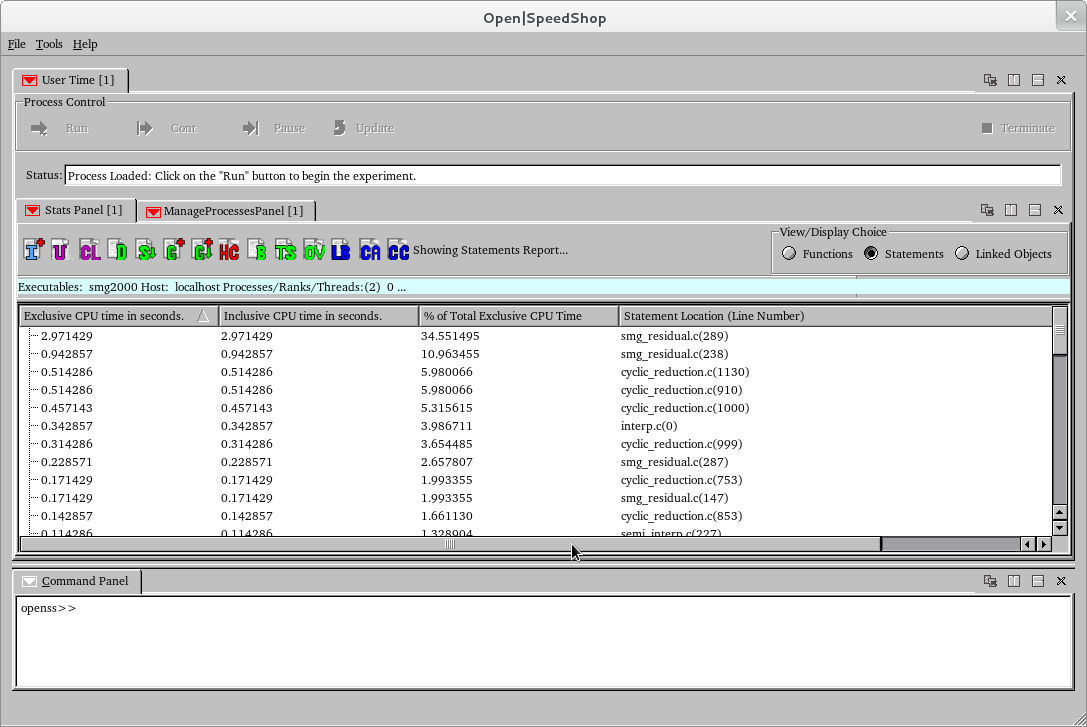 Open|SpeedShop
File Tools Help
User Time [1]
Process Control
Run Cont Pause Update Terminate
Status: Process Loaded: Click on the "Run" button to begin the experiment.
Stats Panel [1] ManageProcessesPanel [1]
I U CL D S G G HC B TS OV LB CA CC Showing Statements Report...
View/Display Choice
Functions Statements Linked Objects
Executables: smg2000 Host: localhost Processes/Ranks/Threads:(2) 0 ...
Exclusive CPU time in seconds. Inclusive CPU time in seconds. % of Total Exclusive CPU Time Statement Location (Line Number)
2.971429 2.971429 34.551495 smg_residual.c(289)
0.942857 0.942857 10.963455 smg_residual.c(238)
0.514286 0.514286 5.980066 cyclic_reduction.c(1130)
0.514286 0.514286 5.980066 cyclic_reduction.c(910)
0.457143 0.457143 5.315615 cyclic_reduction.c(1000)
0.342857 0.342857 3.986711 interp.c(0)
0.314286 0.314286 3.654485 cyclic_reduction.c(999)
0.228571 0.228571 2.657807 smg_residual.c(287)
0.171429 0.171429 1.993355 cyclic_reduction.c(753)
0.171429 0.171429 1.993355 smg_residual.c(147)
0.142857 0.142857 1.661130 cyclic_reduction.c(853)
0.114286 0.114286 1.328904 semi_interp.c(227)
Command Panel
openss>>